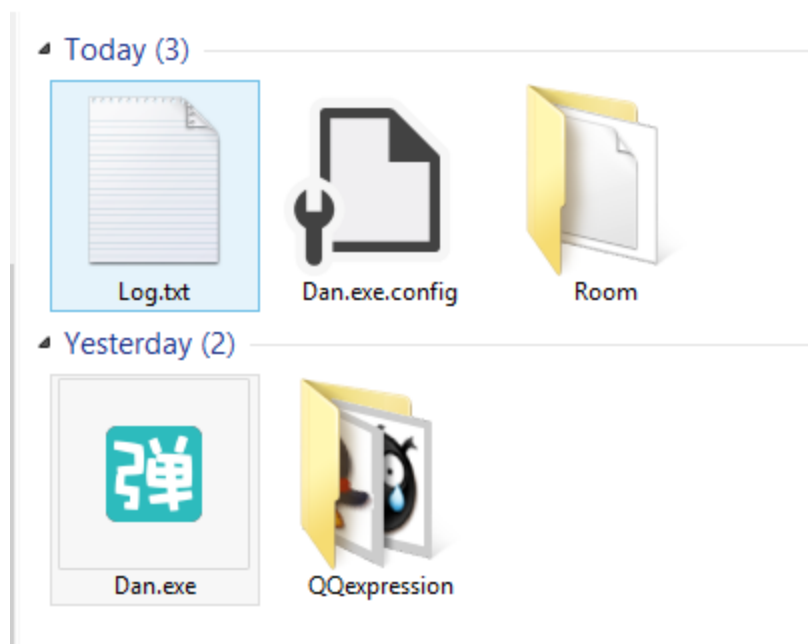 Today (3)
Log.txt
Dan.exe.config
Room
Yesterday (2)
弹
Dan.exe
QQexpression